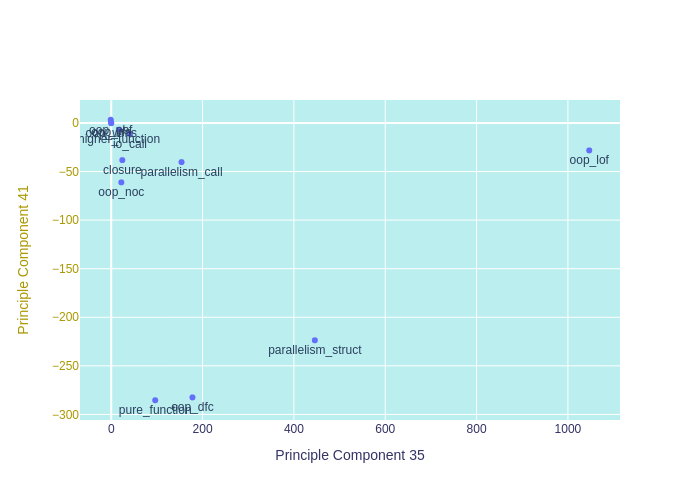 0
−50
−100
−150
−200
−250
−300
0
200
400
600
800
1000
Principle Component 35
Principle Component 41
higher_function
closure
parallelism_call
oop_noc
oop_lof
parallelism_struct
pure_function
oop_dfc